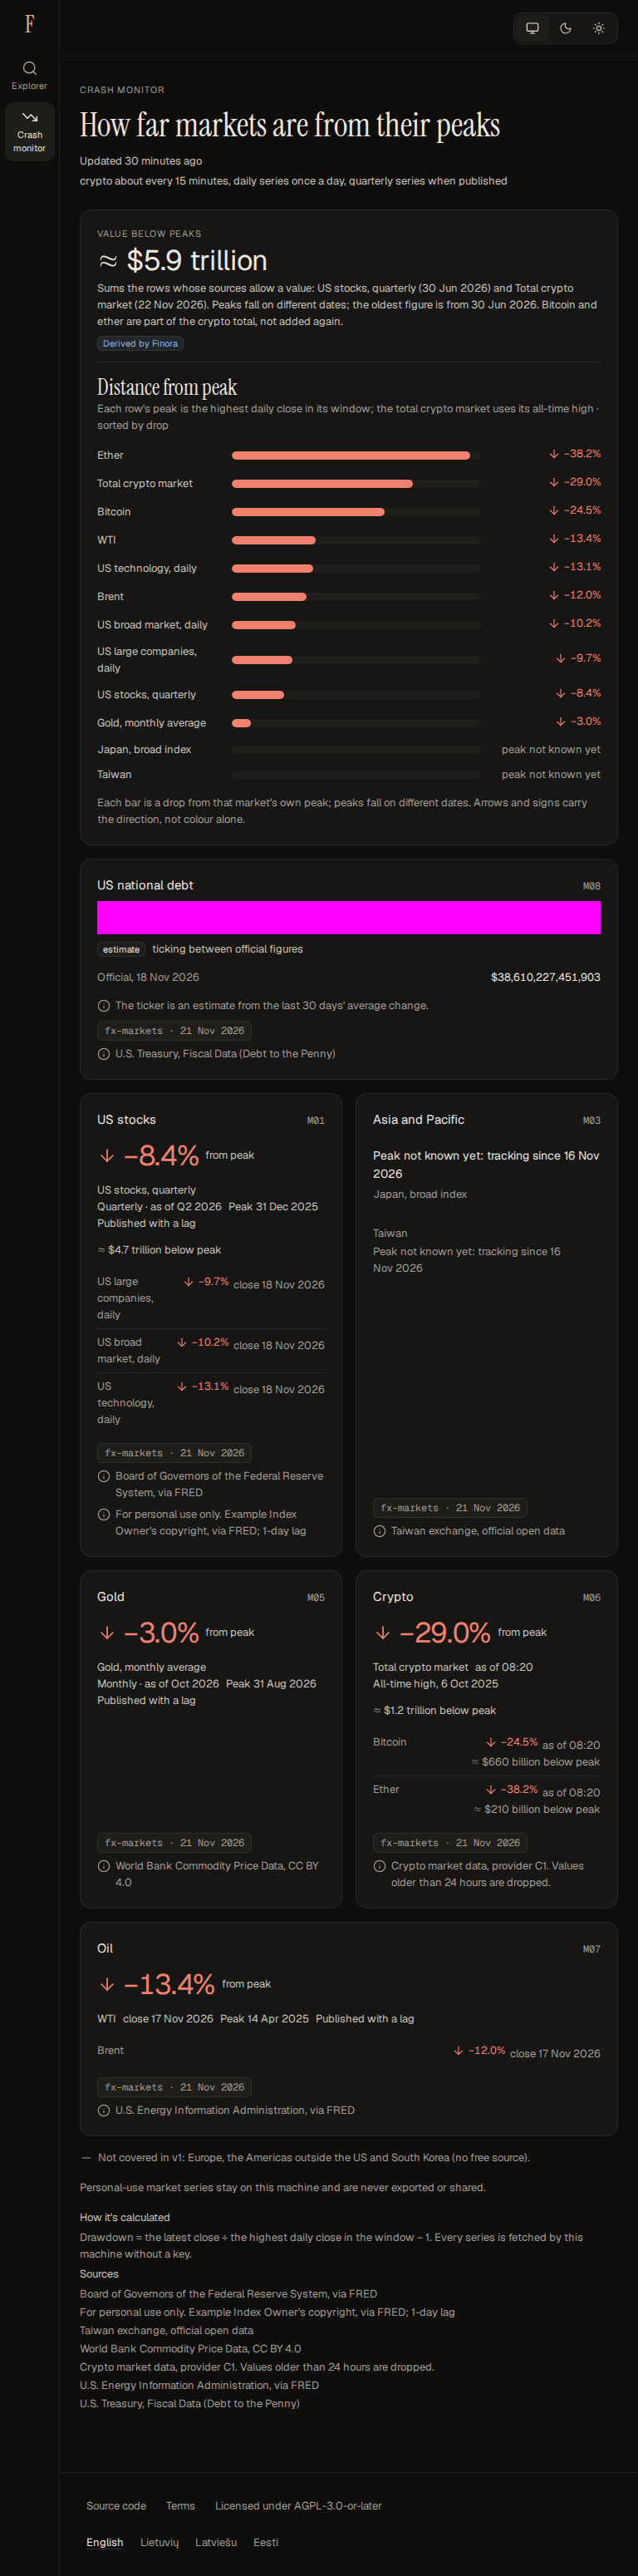 F
Explorer
Crash
monitor
CRASH MONITOR
How far markets are from their peaks
Updated 30 minutes ago
crypto about every 15 minutes, daily series once a day, quarterly series when published
VALUE BELOW PEAKS
≈ $5.9 trillion
Sums the rows whose sources allow a value: US stocks, quarterly (30 Jun 2026) and Total crypto
market (22 Nov 2026). Peaks fall on different dates; the oldest figure is from 30 Jun 2026. Bitcoin and
ether are part of the crypto total, not added again.
Derived by Finora
Distance from peak
Each row's peak is the highest daily close in its window; the total crypto market uses its all-time high ·
sorted by drop
Ether ↓ −38.2%
Total crypto market ↓ −29.0%
Bitcoin ↓ −24.5%
WTI ↓ −13.4%
US technology, daily ↓ −13.1%
Brent ↓ −12.0%
US broad market, daily ↓ −10.2%
US large companies,
daily ↓ −9.7%
US stocks, quarterly ↓ −8.4%
Gold, monthly average ↓ −3.0%
Japan, broad index peak not known yet
Taiwan peak not known yet
Each bar is a drop from that market's own peak; peaks fall on different dates. Arrows and signs carry
the direction, not colour alone.
US national debt M08
estimate ticking between official figures
Official, 18 Nov 2026 $38,610,227,451,903
The ticker is an estimate from the last 30 days' average change.
fx-markets · 21 Nov 2026
U.S. Treasury, Fiscal Data (Debt to the Penny)
US stocks M01
↓ −8.4% from peak
US stocks, quarterly
Quarterly · as of Q2 2026 Peak 31 Dec 2025
Published with a lag
≈ $4.7 trillion below peak
US large
companies,
daily
↓ −9.7% close 18 Nov 2026
US broad
market, daily
↓ −10.2% close 18 Nov 2026
US
technology,
daily
↓ −13.1% close 18 Nov 2026
fx-markets · 21 Nov 2026
Board of Governors of the Federal Reserve
System, via FRED
For personal use only. Example Index
Owner's copyright, via FRED; 1-day lag
Asia and Pacific M03
Peak not known yet: tracking since 16 Nov
2026
Japan, broad index
Taiwan
Peak not known yet: tracking since 16
Nov 2026
fx-markets · 21 Nov 2026
Taiwan exchange, official open data
Gold M05
↓ −3.0% from peak
Gold, monthly average
Monthly · as of Oct 2026 Peak 31 Aug 2026
Published with a lag
fx-markets · 21 Nov 2026
World Bank Commodity Price Data, CC BY
4.0
Crypto M06
↓ −29.0% from peak
Total crypto market as of 08:20
All-time high, 6 Oct 2025
≈ $1.2 trillion below peak
Bitcoin ↓ −24.5% as of 08:20
≈ $660 billion below peak
Ether ↓ −38.2% as of 08:20
≈ $210 billion below peak
fx-markets · 21 Nov 2026
Crypto market data, provider C1. Values
older than 24 hours are dropped.
Oil M07
↓ −13.4% from peak
WTI close 17 Nov 2026 Peak 14 Apr 2025 Published with a lag
Brent ↓ −12.0% close 17 Nov 2026
fx-markets · 21 Nov 2026
U.S. Energy Information Administration, via FRED
— Not covered in v1: Europe, the Americas outside the US and South Korea (no free source).
Personal-use market series stay on this machine and are never exported or shared.
How it's calculated
Drawdown = the latest close ÷ the highest daily close in the window − 1. Every series is fetched by this
machine without a key.
Sources
Board of Governors of the Federal Reserve System, via FRED
For personal use only. Example Index Owner's copyright, via FRED; 1-day lag
Taiwan exchange, official open data
World Bank Commodity Price Data, CC BY 4.0
Crypto market data, provider C1. Values older than 24 hours are dropped.
U.S. Energy Information Administration, via FRED
U.S. Treasury, Fiscal Data (Debt to the Penny)
Source code Terms Licensed under AGPL-3.0-or-later
English Lietuvių Latviešu Eesti